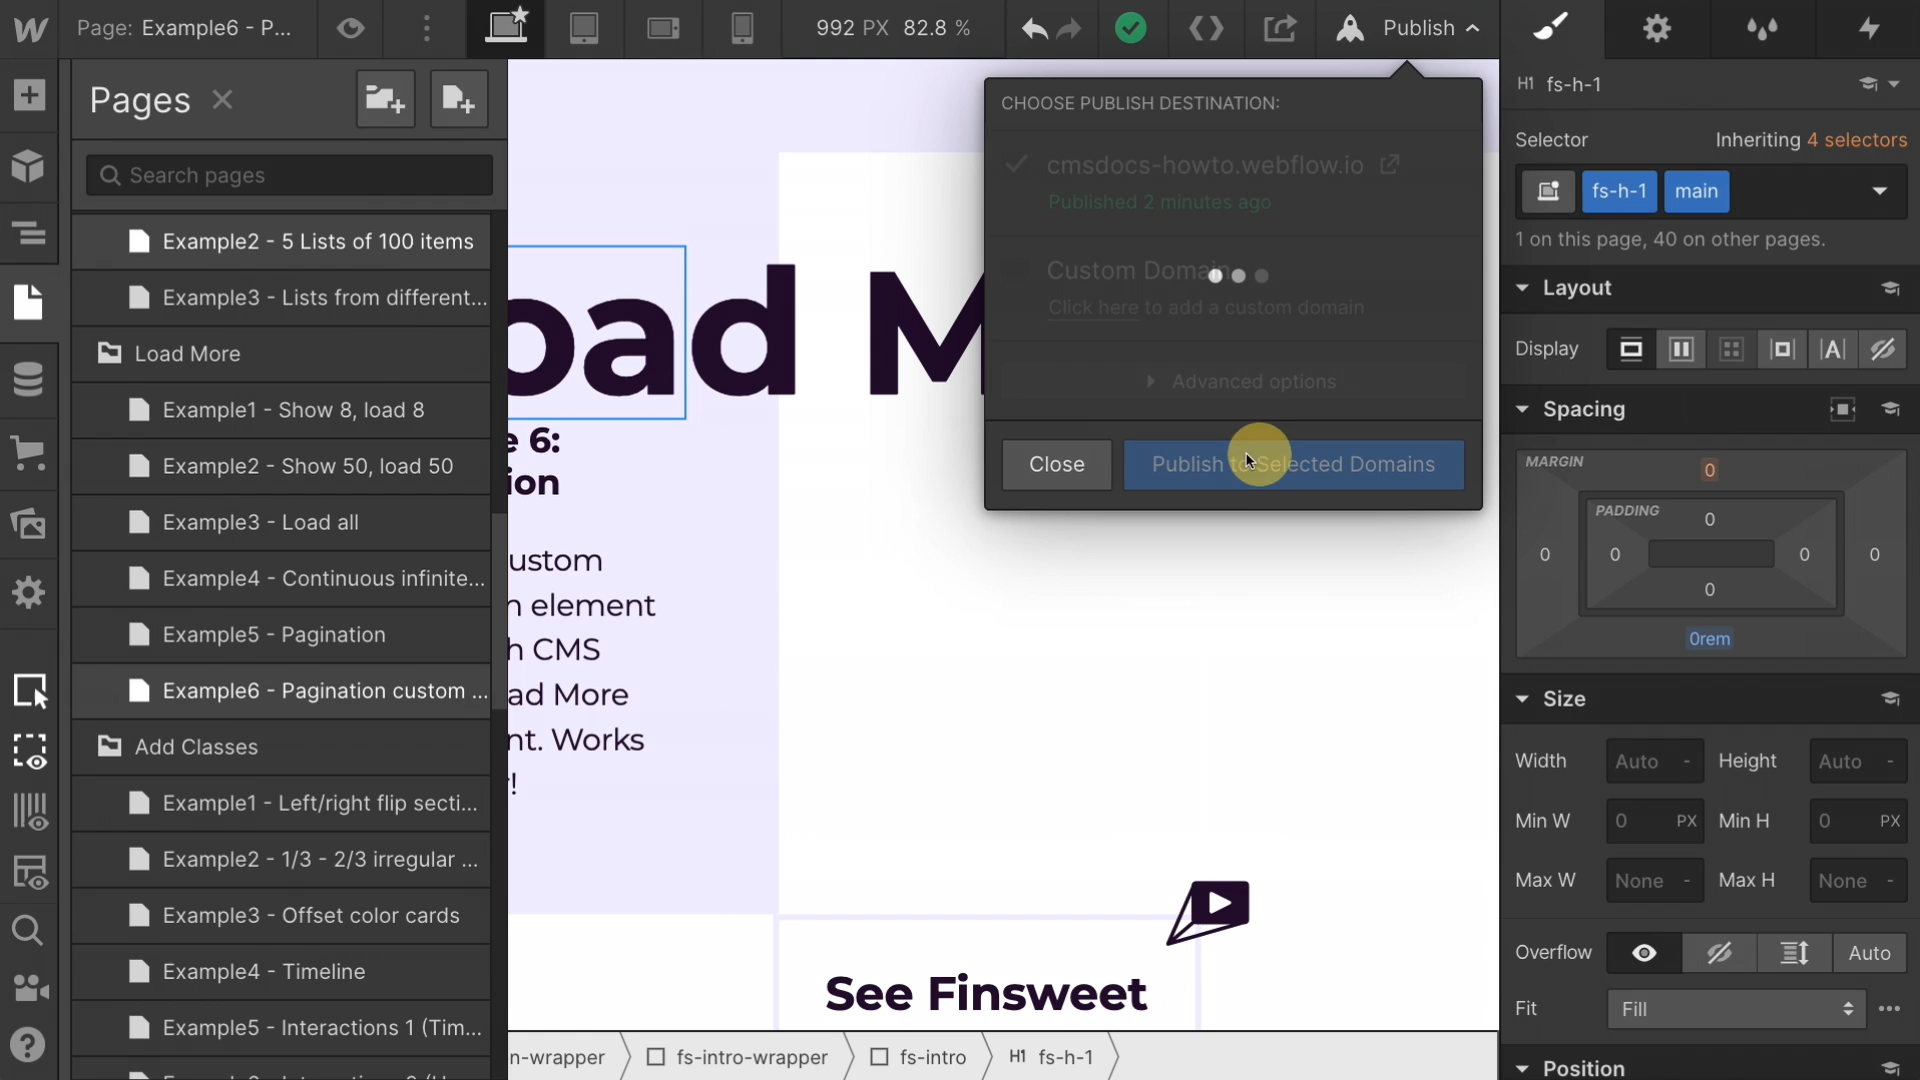 Page: Example6 - P...
992 PX 82.8 %
Publish
Pages
Search pages
Example2 - 5 Lists of 100 items
Example3 - Lists from different...
Load More
Example1 - Show 8, load 8
Example2 - Show 50, load 50
Example3 - Load all
Example4 - Continuous infinite...
Example5 - Pagination
Example6 - Pagination custom ...
Add Classes
Example1 - Left/right flip secti...
Example2 - 1/3 - 2/3 irregular ...
Example3 - Offset color cards
Example4 - Timeline
Example5 - Interactions 1 (Tim...
oad M
e 6:
ion
ustom
n element
h CMS
ad More
nt. Works
r!
See Finsweet
CHOOSE PUBLISH DESTINATION:
cmsdocs-howto.webflow.io
Published 2 minutes ago
Custom Domain
Click here to add a custom domain
Advanced options
Close
Publish to Selected Domains
n-wrapper
fs-intro-wrapper
fs-intro
H1 fs-h-1
H1 fs-h-1
Selector
Inheriting 4 selectors
fs-h-1
main
1 on this page, 40 on other pages.
Layout
Display
Spacing
MARGIN
0
PADDING
0
0
0
0
0
0
0rem
Size
Width Auto - Height Auto -
Min W 0 PX Min H 0 PX
Max W None - Max H None -
Overflow Auto
Fit Fill
Position